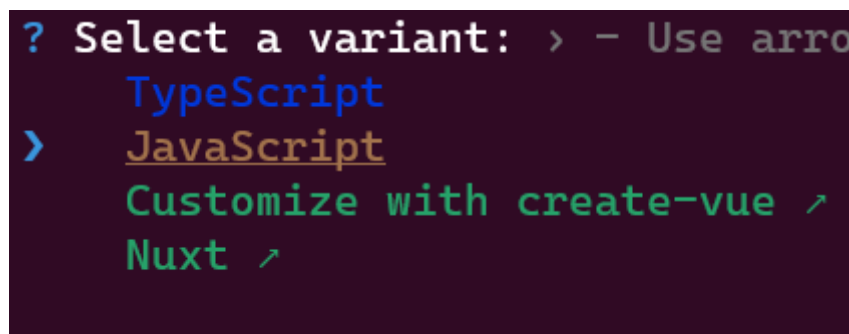 ? Select a variant: › - Use arro
TypeScript
❯ JavaScript
Customize with create-vue ↗
Nuxt ↗